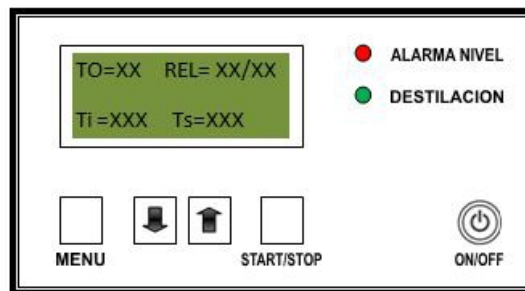 TO=XX REL= XX/XX
Ti =XXX Ts=XXX
ALARMA NIVEL
DESTILACION
MENU
START/STOP
ON/OFF